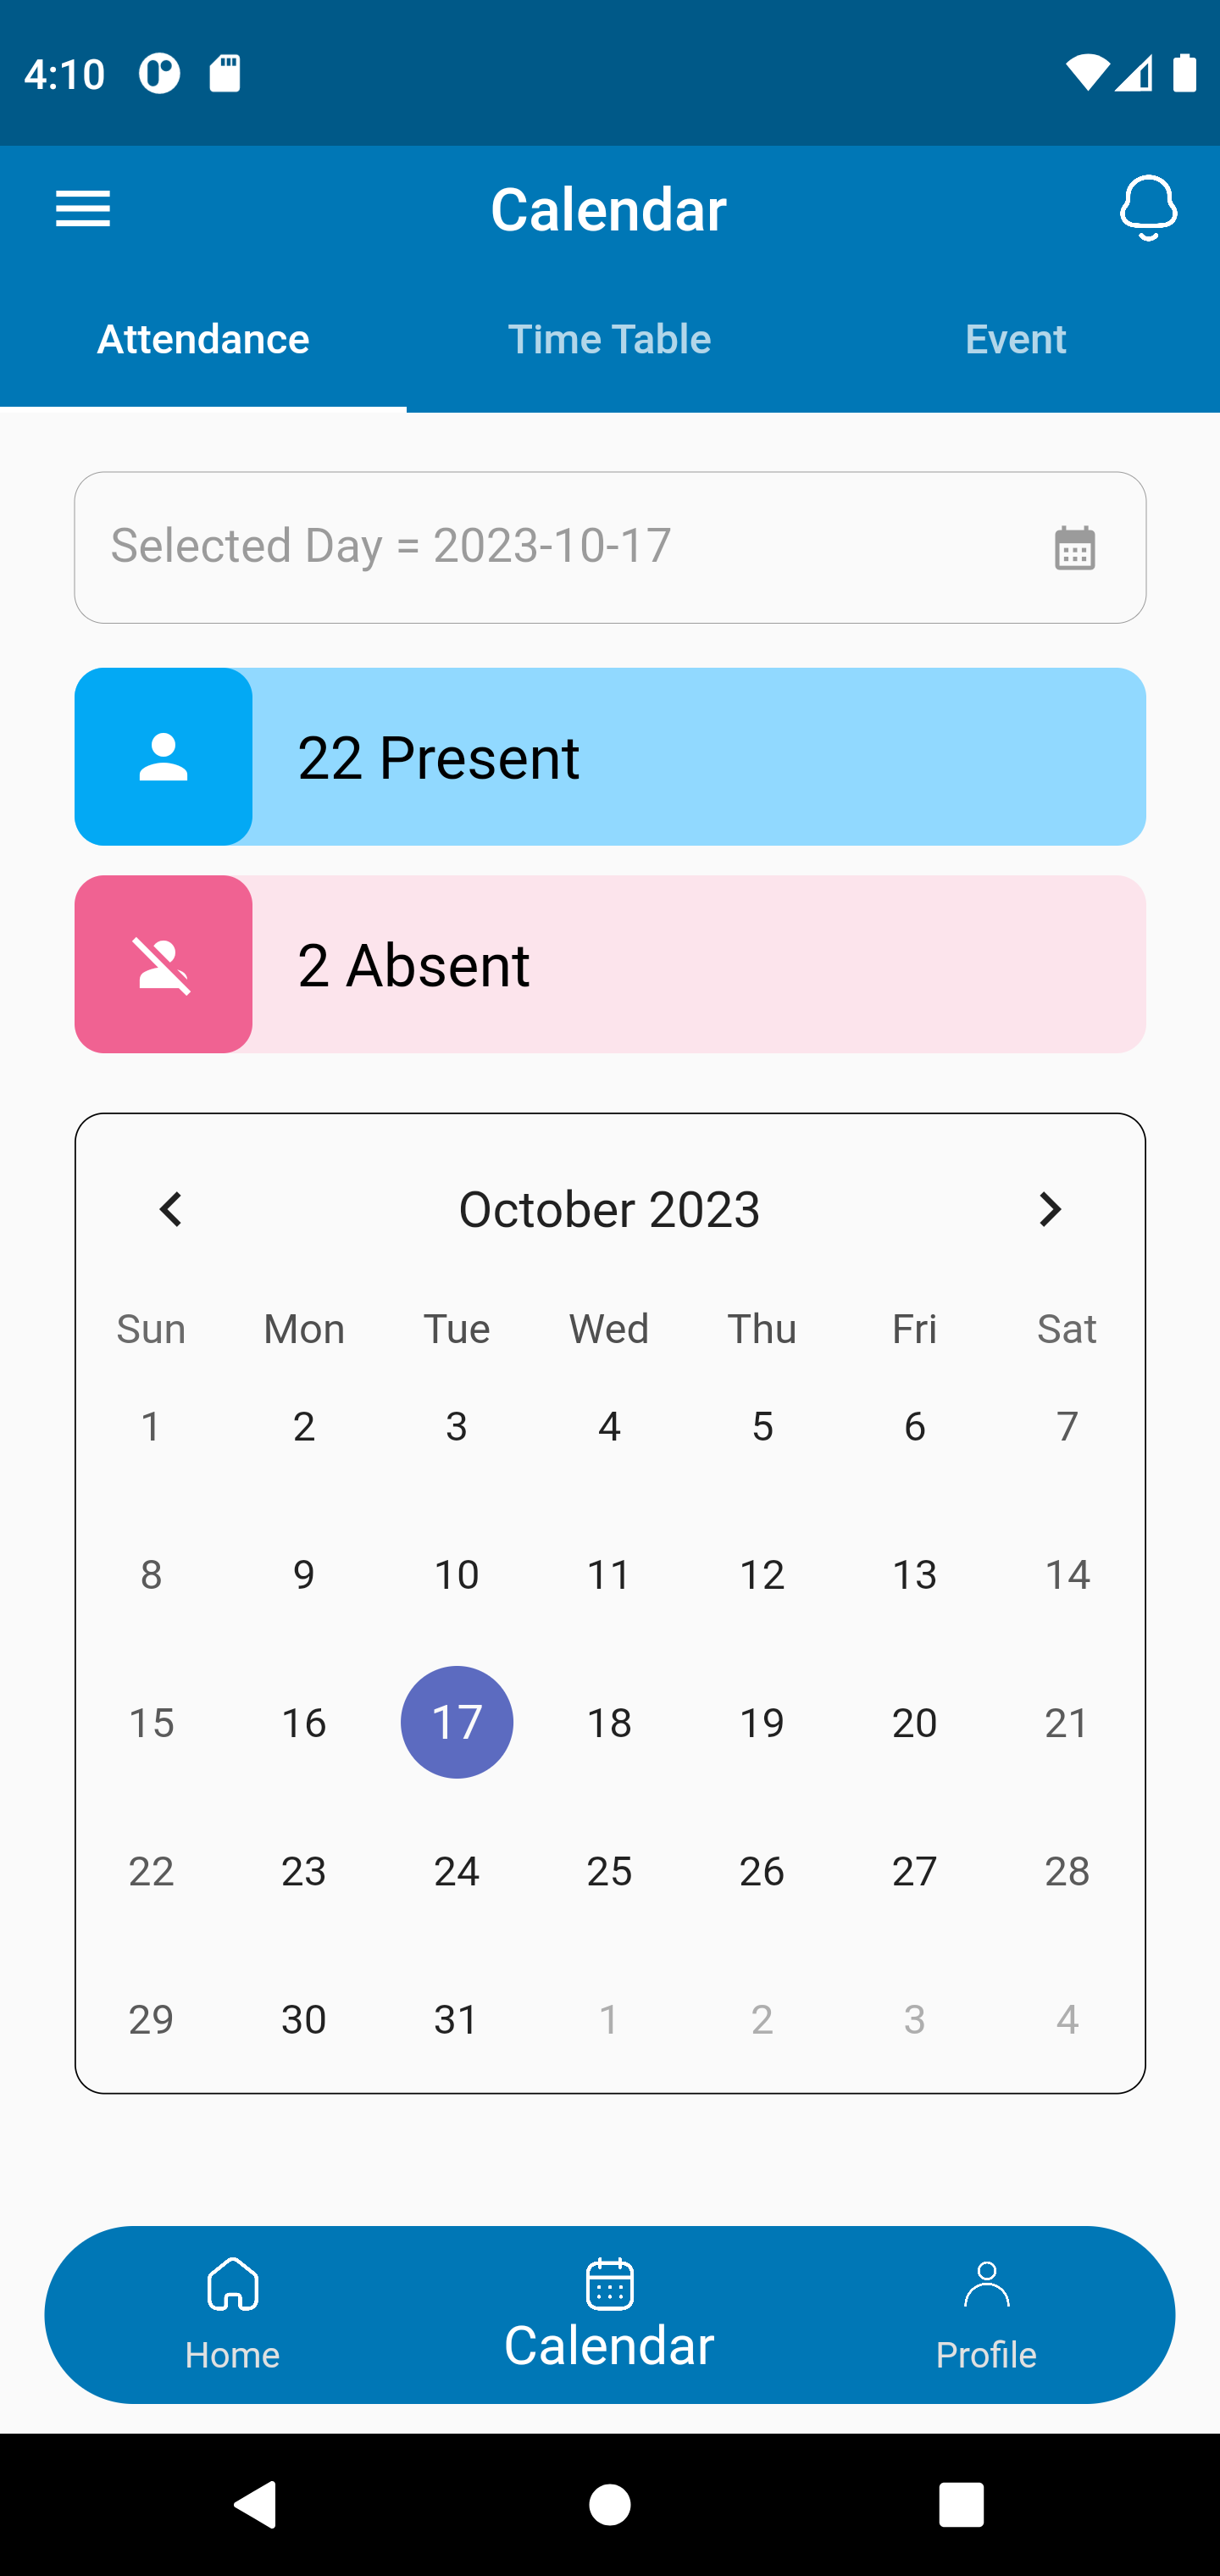 4:10
Calendar
Attendance Time Table Event
Selected Day = 2023-10-17
22 Present
2 Absent
October 2023
Sun Mon Tue Wed Thu Fri Sat
1 2 3 4 5 6 7
8 9 10 11 12 13 14
15 16 17 18 19 20 21
22 23 24 25 26 27 28
29 30 31 1 2 3 4
Home Calendar Profile